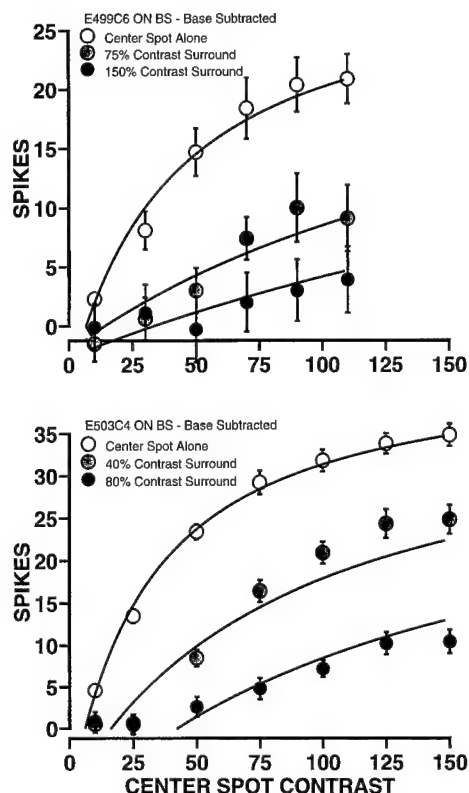 E499C6 ON BS - Base Subtracted
Center Spot Alone
75% Contrast Surround
150% Contrast Surround
25
20
15
10
5
0
SPIKES
0 25 50 75 100 125 150
E503C4 ON BS - Base Subtracted
Center Spot Alone
40% Contrast Surround
80% Contrast Surround
35
30
25
20
15
10
5
0
SPIKES
0 25 50 75 100 125 150
CENTER SPOT CONTRAST